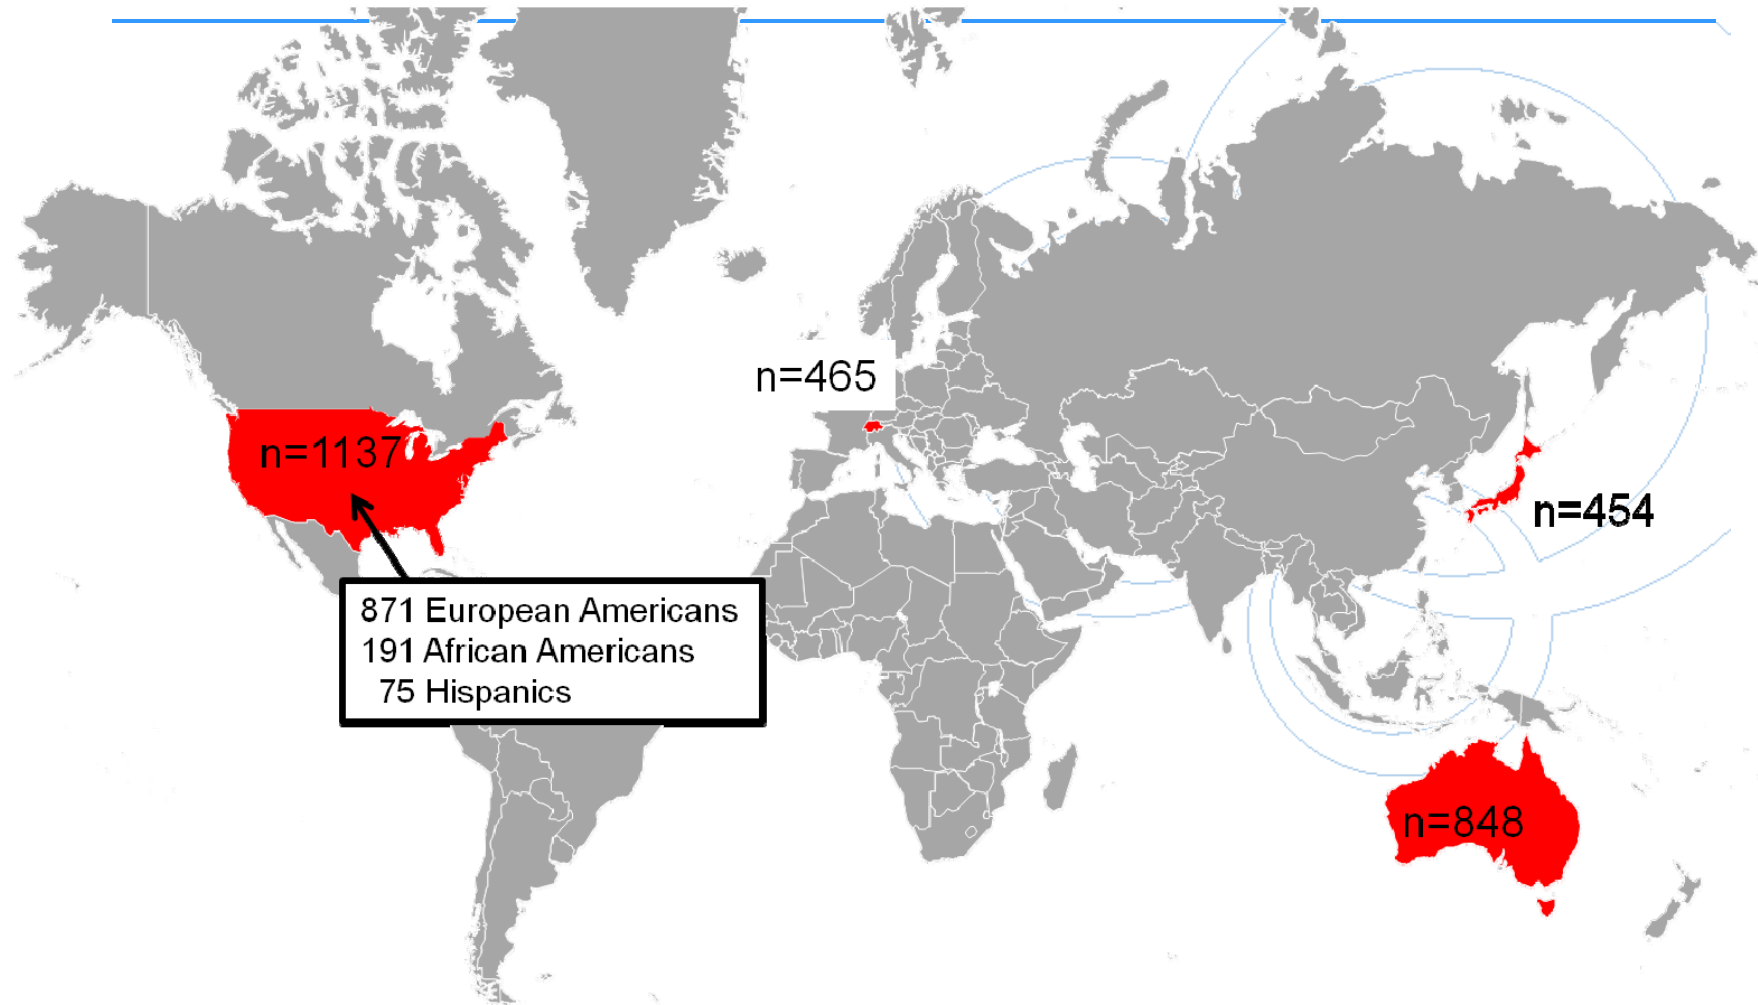 n=465
n=1137
n=454
871 European Americans
191 African Americans
75 Hispanics
n=848